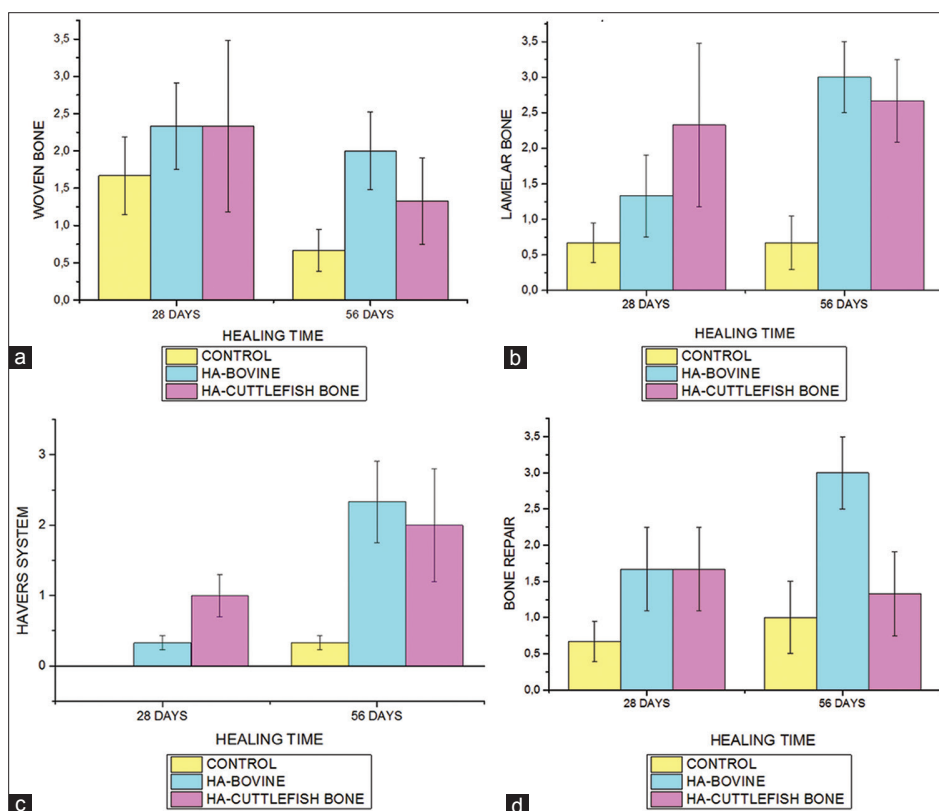 3,5
3,0
2,5
2,0
1,5
1,0
0,5
0,0
WOVEN BONE
28 DAYS 56 DAYS
HEALING TIME
a
CONTROL
HA-BOVINE
HA-CUTTLEFISH BONE
3,5
3,0
2,5
2,0
1,5
1,0
0,5
0,0
LAMELAR BONE
28 DAYS 56 DAYS
HEALING TIME
b
CONTROL
HA-BOVINE
HA-CUTTLEFISH BONE
3
2
1
0
HAVERS SYSTEM
28 DAYS 56 DAYS
HEALING TIME
CONTROL
HA-BOVINE
HA-CUTTLEFISH BONE
c
3,5
3,0
2,5
2,0
1,5
1,0
0,5
0,0
BONE REPAIR
28 DAYS 56 DAYS
HEALING TIME
CONTROL
HA-BOVINE
HA-CUTTLEFISH BONE
d